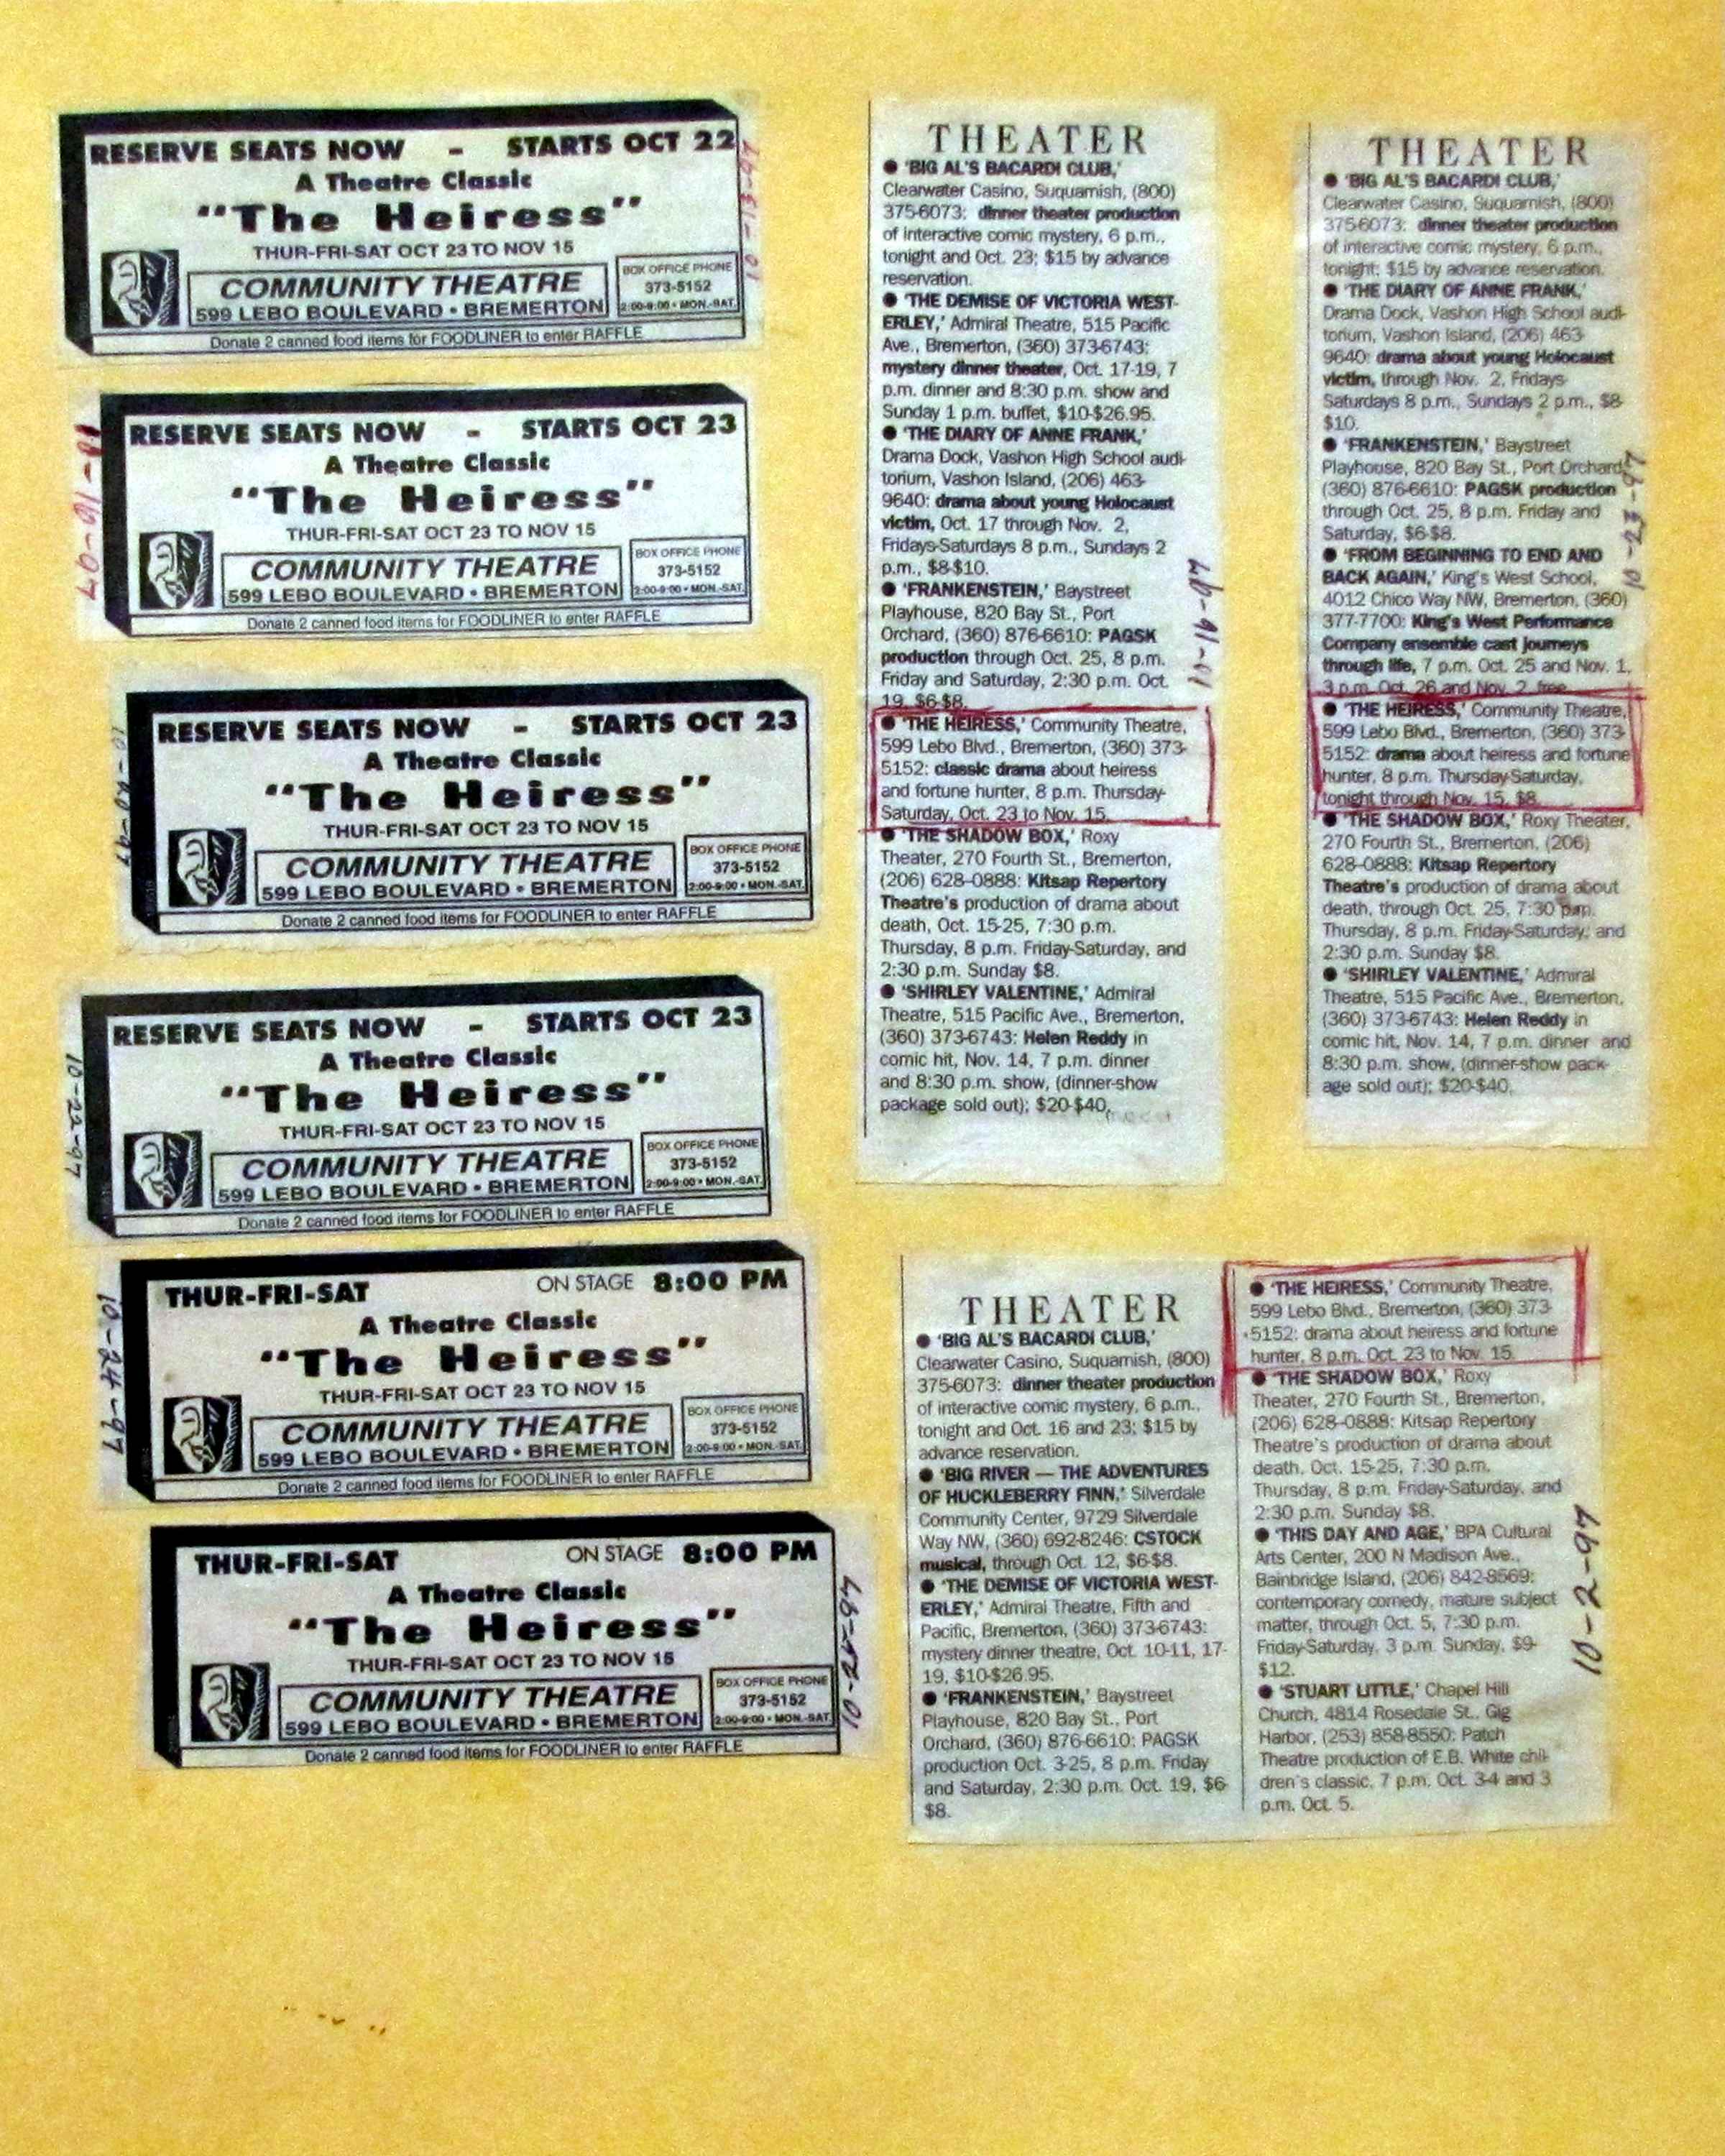 RESERVE SEATS NOW - STARTS OCT 22
A Theatre Classic
"The Heiress"
THUR-FRI-SAT OCT 23 TO NOV 15
COMMUNITY THEATRE
599 LEBO BOULEVARD • BREMERTON
BOX OFFICE PHONE
373-5152
2:00-9:00 • MON.-SAT.
Donate 2 canned food items for FOODLINER to enter RAFFLE
10-13-97
RESERVE SEATS NOW - STARTS OCT 23
A Theatre Classic
"The Heiress"
THUR-FRI-SAT OCT 23 TO NOV 15
COMMUNITY THEATRE
599 LEBO BOULEVARD • BREMERTON
BOX OFFICE PHONE
373-5152
2:00-9:00 • MON.-SAT.
Donate 2 canned food items for FOODLINER to enter RAFFLE
10-16-97
RESERVE SEATS NOW - STARTS OCT 23
A Theatre Classic
"The Heiress"
THUR-FRI-SAT OCT 23 TO NOV 15
COMMUNITY THEATRE
599 LEBO BOULEVARD • BREMERTON
BOX OFFICE PHONE
373-5152
2:00-9:00 • MON.-SAT.
Donate 2 canned food items for FOODLINER to enter RAFFLE
10-20-97
RESERVE SEATS NOW - STARTS OCT 23
A Theatre Classic
"The Heiress"
THUR-FRI-SAT OCT 23 TO NOV 15
COMMUNITY THEATRE
599 LEBO BOULEVARD • BREMERTON
BOX OFFICE PHONE
373-5152
2:00-9:00 • MON.-SAT.
Donate 2 canned food items for FOODLINER to enter RAFFLE
10-22-97
THUR-FRI-SAT ON STAGE 8:00 PM
A Theatre Classic
"The Heiress"
THUR-FRI-SAT OCT 23 TO NOV 15
COMMUNITY THEATRE
599 LEBO BOULEVARD • BREMERTON
BOX OFFICE PHONE
373-5152
2:00-9:00 • MON.-SAT.
Donate 2 canned food items for FOODLINER to enter RAFFLE
10-24-97
THUR-FRI-SAT ON STAGE 8:00 PM
A Theatre Classic
"The Heiress"
THUR-FRI-SAT OCT 23 TO NOV 15
COMMUNITY THEATRE
599 LEBO BOULEVARD • BREMERTON
BOX OFFICE PHONE
373-5152
2:00-9:00 • MON.-SAT.
Donate 2 canned food items for FOODLINER to enter RAFFLE
THEATER
● 'BIG AL'S BACARDI CLUB,'
Clearwater Casino, Suquamish, (800)
375-6073: dinner theater production
of interactive comic mystery, 6 p.m.,
tonight and Oct. 23; $15 by advance
reservation.
● 'THE DEMISE OF VICTORIA WEST-
ERLEY,' Admiral Theatre, 515 Pacific
Ave., Bremerton, (360) 373-6743:
mystery dinner theater, Oct. 17-19, 7
p.m. dinner and 8:30 p.m. show and
Sunday 1 p.m. buffet, $10-$26.95.
● 'THE DIARY OF ANNE FRANK,'
Drama Dock, Vashon High School audi-
torium, Vashon Island, (206) 463-
9640: drama about young Holocaust
victim, Oct. 17 through Nov. 2,
Fridays-Saturdays 8 p.m., Sundays 2
p.m., $8-$10.
● 'FRANKENSTEIN,' Baystreet
Playhouse, 820 Bay St., Port
Orchard, (360) 876-6610: PAGSK
production through Oct. 25, 8 p.m.
Friday and Saturday, 2:30 p.m. Oct.
19, $6-$8.
● 'THE HEIRESS,' Community Theatre,
599 Lebo Blvd., Bremerton, (360) 373-
5152: classic drama about heiress
and fortune hunter, 8 p.m. Thursday-
Saturday, Oct. 23 to Nov. 15.
● 'THE SHADOW BOX,' Roxy
Theater, 270 Fourth St., Bremerton,
(206) 628-0888: Kitsap Repertory
Theatre's production of drama about
death, Oct. 15-25, 7:30 p.m.
Thursday, 8 p.m. Friday-Saturday, and
2:30 p.m. Sunday $8.
● 'SHIRLEY VALENTINE,' Admiral
Theatre, 515 Pacific Ave., Bremerton,
(360) 373-6743: Helen Reddy in
comic hit, Nov. 14, 7 p.m. dinner
and 8:30 p.m. show, (dinner-show
package sold out); $20-$40.
10-16-97
THEATER
● 'BIG AL'S BACARDI CLUB,'
Clearwater Casino, Suquamish, (800)
375-6073: dinner theater production
of interactive comic mystery, 6 p.m.,
tonight; $15 by advance reservation.
● 'THE DIARY OF ANNE FRANK,'
Drama Dock, Vashon High School audi-
torium, Vashon Island, (206) 463-
9640: drama about young Holocaust
victim, through Nov. 2, Fridays-
Saturdays 8 p.m., Sundays 2 p.m., $8-
$10.
● 'FRANKENSTEIN,' Baystreet
Playhouse, 820 Bay St., Port Orchard,
(360) 876-6610: PAGSK production
through Oct. 25, 8 p.m. Friday and
Saturday, $6-$8.
● 'FROM BEGINNING TO END AND
BACK AGAIN,' King's West School,
4012 Chico Way NW, Bremerton, (360)
377-7700: King's West Performance
Company ensemble cast journeys
through life, 7 p.m. Oct. 25 and Nov. 1,
3 p.m. Oct. 26 and Nov. 2, free.
● 'THE HEIRESS,' Community Theatre,
599 Lebo Blvd., Bremerton, (360) 373-
5152: drama about heiress and fortune
hunter, 8 p.m. Thursday-Saturday,
tonight through Nov. 15, $8.
● 'THE SHADOW BOX,' Roxy Theater,
270 Fourth St., Bremerton, (206)
628-0888: Kitsap Repertory
Theatre's production of drama about
death, through Oct. 25, 7:30 p.m.
Thursday, 8 p.m. Friday-Saturday, and
2:30 p.m. Sunday $8.
● 'SHIRLEY VALENTINE,' Admiral
Theatre, 515 Pacific Ave., Bremerton,
(360) 373-6743: Helen Reddy in
comic hit, Nov. 14, 7 p.m. dinner and
8:30 p.m. show, (dinner-show pack-
age sold out); $20-$40.
10-23-97
THEATER
● 'BIG AL'S BACARDI CLUB,'
Clearwater Casino, Suquamish, (800)
375-6073: dinner theater production
of interactive comic mystery, 6 p.m.,
tonight and Oct. 16 and 23; $15 by
advance reservation.
● 'BIG RIVER — THE ADVENTURES
OF HUCKLEBERRY FINN,' Silverdale
Community Center, 9729 Silverdale
Way NW, (360) 692-8246: CSTOCK
musical, through Oct. 12, $6-$8.
● 'THE DEMISE OF VICTORIA WEST-
ERLEY,' Admiral Theatre, Fifth and
Pacific, Bremerton, (360) 373-6743:
mystery dinner theatre, Oct. 10-11, 17-
19, $10-$26.95.
● 'FRANKENSTEIN,' Baystreet
Playhouse, 820 Bay St., Port
Orchard, (360) 876-6610: PAGSK
production Oct. 3-25, 8 p.m. Friday
and Saturday, 2:30 p.m. Oct. 19, $6-
$8.
● 'THE HEIRESS,' Community Theatre,
599 Lebo Blvd., Bremerton, (360) 373-
5152: drama about heiress and fortune
hunter, 8 p.m. Oct. 23 to Nov. 15.
● 'THE SHADOW BOX,' Roxy
Theater, 270 Fourth St., Bremerton,
(206) 628-0888: Kitsap Repertory
Theatre's production of drama about
death, Oct. 15-25, 7:30 p.m.
Thursday, 8 p.m. Friday-Saturday, and
2:30 p.m. Sunday $8.
● 'THIS DAY AND AGE,' BPA Cultural
Arts Center, 200 N Madison Ave.,
Bainbridge Island, (206) 842-8569:
contemporary comedy, mature subject
matter, through Oct. 5, 7:30 p.m.
Friday-Saturday, 3 p.m. Sunday, $9-
$12.
● 'STUART LITTLE,' Chapel Hill
Church, 4814 Rosedale St., Gig
Harbor, (253) 858-8550: Patch
Theatre production of E.B. White chil-
dren's classic, 7 p.m. Oct. 3-4 and 3
p.m. Oct. 5.
10-2-97